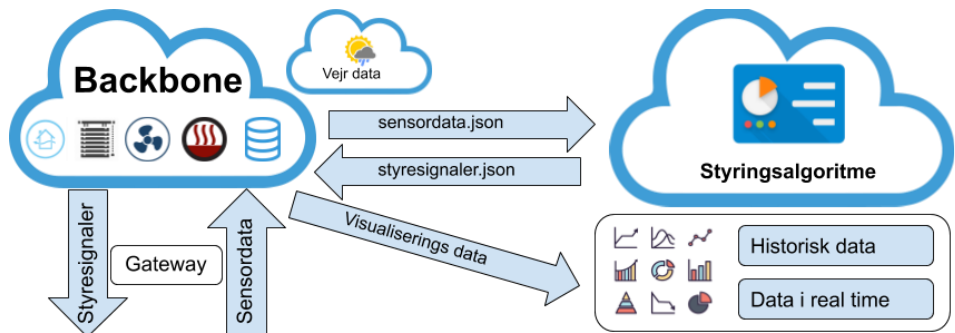 Backbone
Vejr data
sensordata.json
styresignaler.json
Styringsalgoritme
Styresignaler
Gateway
Sensordata
Visualiserings data
Historisk data
Data i real time